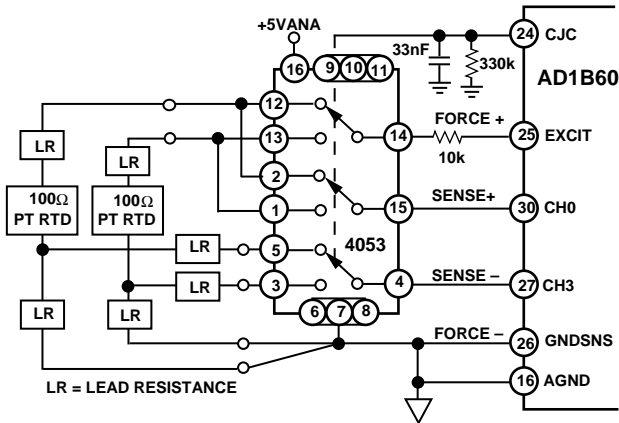 +5VANA
24 CJC
16 9 10 11
33nF
330k
AD1B60
12
FORCE +
13
14
25 EXCIT
LR
10k
LR
2
100Ω
PT RTD
100Ω
PT RTD
SENSE+
1
15
30 CH0
LR
5
4053
LR
3
4
SENSE –
27 CH3
6 7 8
LR
LR
FORCE –
26 GNDSNS
LR = LEAD RESISTANCE
16 AGND